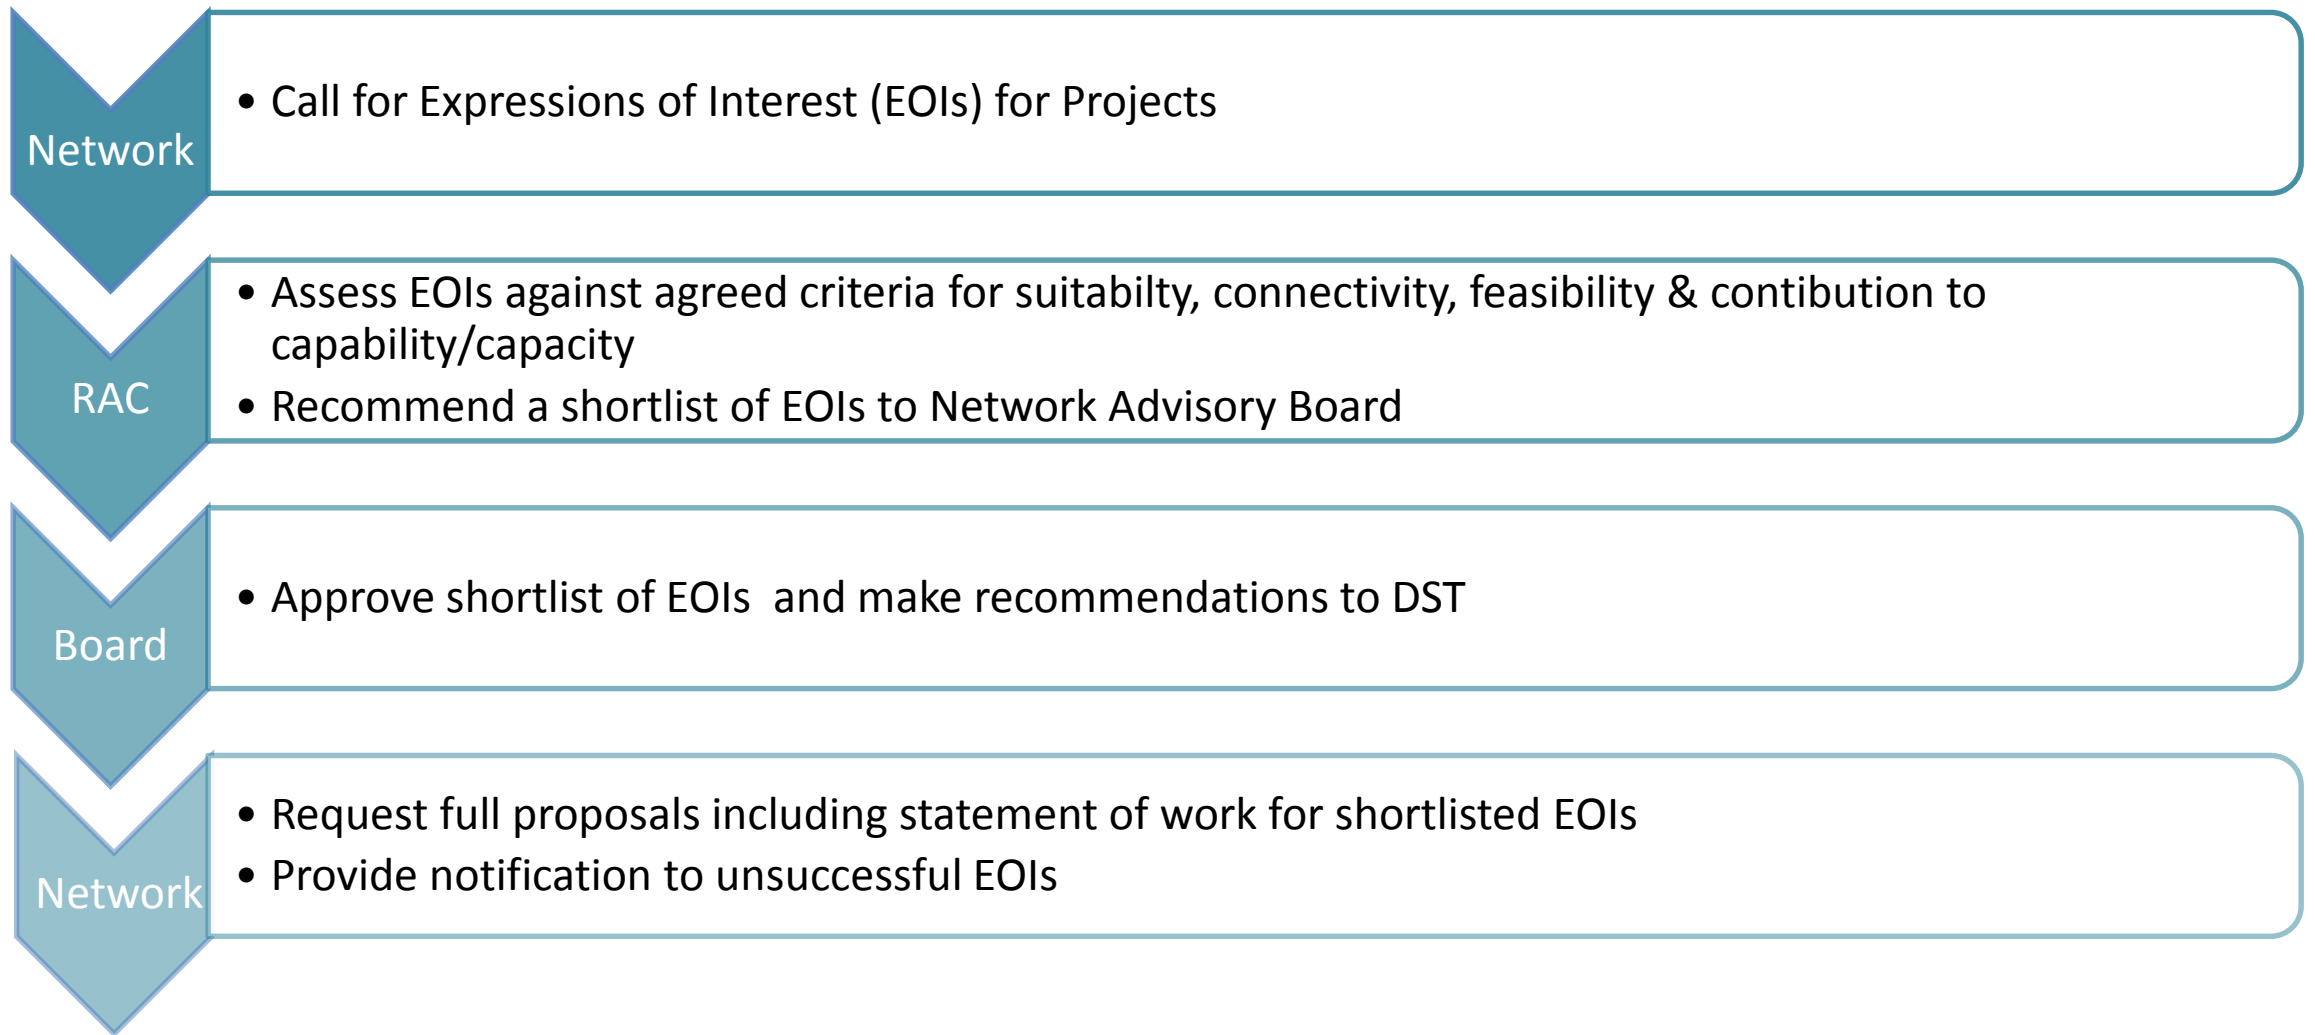 Network
• Call for Expressions of Interest (EOIs) for Projects
RAC
• Assess EOIs against agreed criteria for suitabilty, connectivity, feasibility & contibution to
capability/capacity
• Recommend a shortlist of EOIs to Network Advisory Board
Board
• Approve shortlist of EOIs  and make recommendations to DST
Network
• Request full proposals including statement of work for shortlisted EOIs
• Provide notification to unsuccessful EOIs